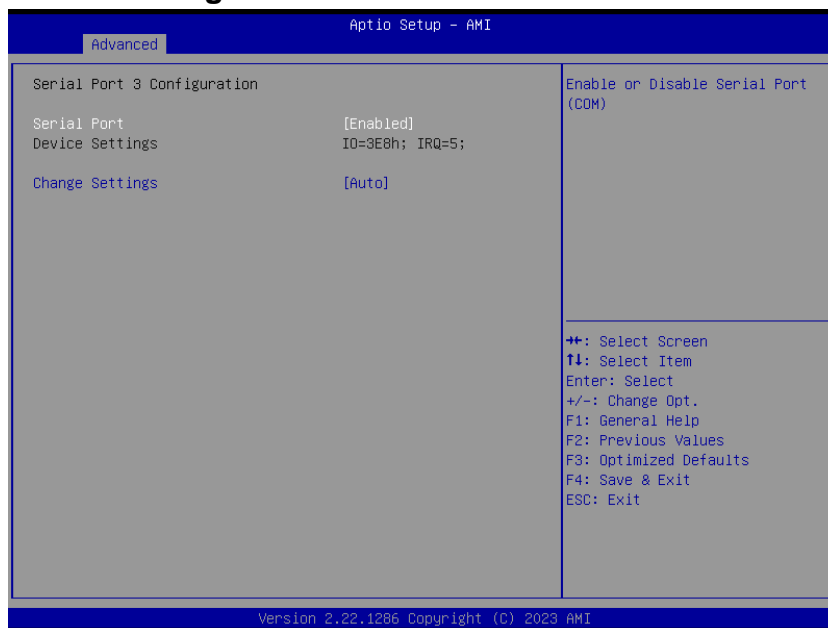 Aptio Setup – AMI
Advanced
Serial Port 3 Configuration
Serial Port [Enabled]
Device Settings IO=3E8h; IRQ=5;
Change Settings [Auto]
Enable or Disable Serial Port
(COM)
→←: Select Screen
↑↓: Select Item
Enter: Select
+/-: Change Opt.
F1: General Help
F2: Previous Values
F3: Optimized Defaults
F4: Save & Exit
ESC: Exit
Version 2.22.1286 Copyright (C) 2023 AMI